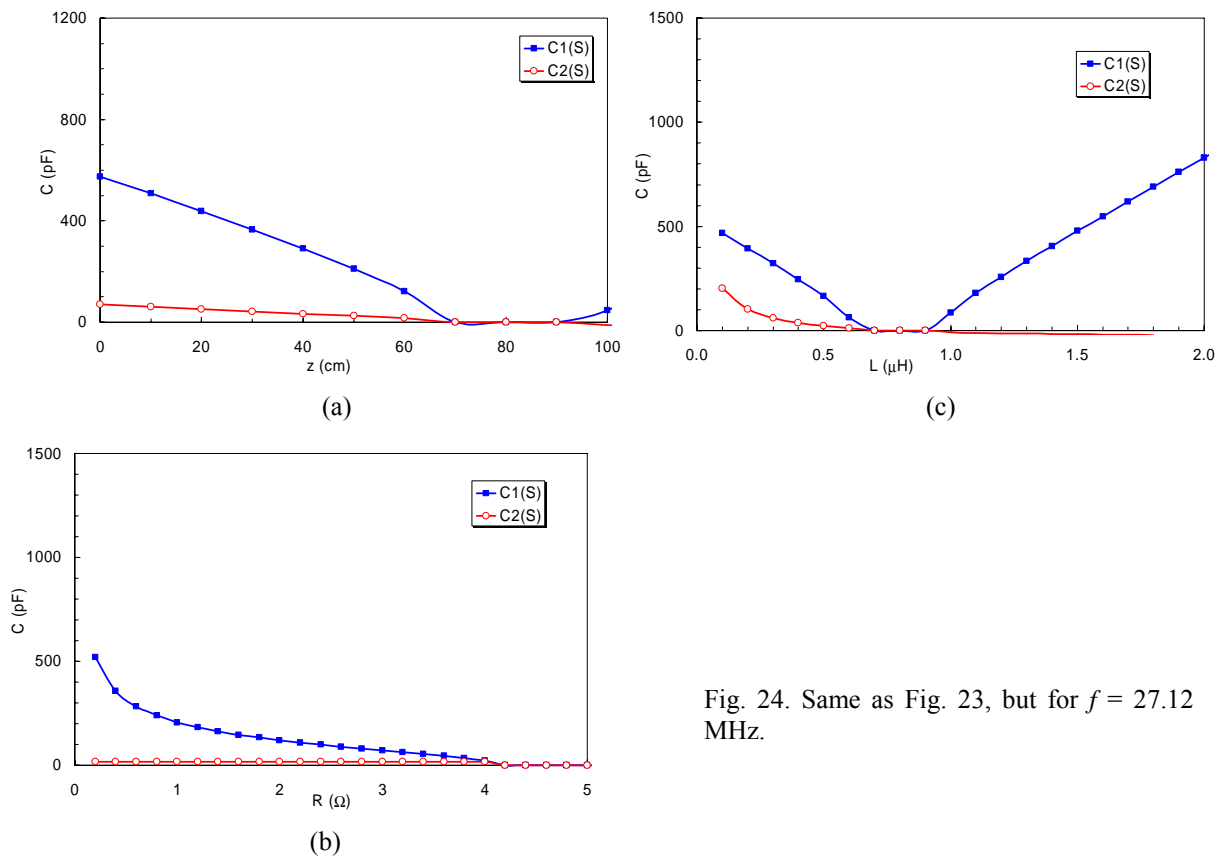 1200
800
400
0
C (pF)
0 20 40 60 80 100
z (cm)
C1(S)
C2(S)
(a)
1500
1000
500
0
C (pF)
0.0 0.5 1.0 1.5 2.0
L (μH)
C1(S)
C2(S)
(c)
1500
1000
500
0
C (pF)
0 1 2 3 4 5
R (Ω)
C1(S)
C2(S)
(b)
Fig. 24. Same as Fig. 23, but for f = 27.12
MHz.